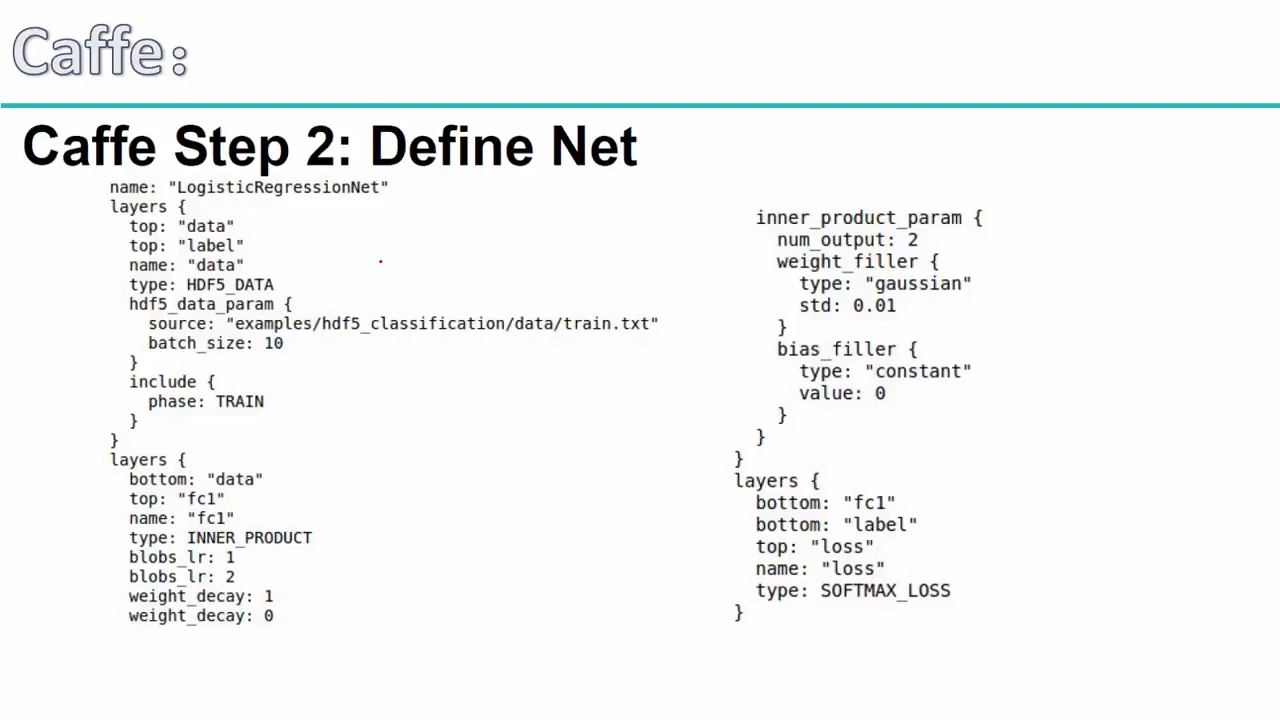 Caffe:
Caffe Step 2: Define Net
name: "LogisticRegressionNet"
layers {
  top: "data"
  top: "label"
  name: "data"
  type: HDF5_DATA
  hdf5_data_param {
    source: "examples/hdf5_classification/data/train.txt"
    batch_size: 10
  }
  include {
    phase: TRAIN
  }
}
layers {
  bottom: "data"
  top: "fc1"
  name: "fc1"
  type: INNER_PRODUCT
  blobs_lr: 1
  blobs_lr: 2
  weight_decay: 1
  weight_decay: 0
  inner_product_param {
    num_output: 2
    weight_filler {
      type: "gaussian"
      std: 0.01
    }
    bias_filler {
      type: "constant"
      value: 0
    }
  }
}
layers {
  bottom: "fc1"
  bottom: "label"
  top: "loss"
  name: "loss"
  type: SOFTMAX_LOSS
}